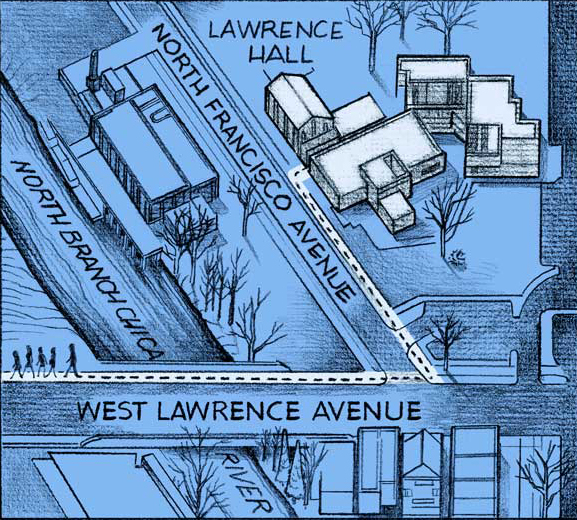 LAWRENCE
HALL
NORTH FRANCISCO AVENUE
NORTH BRANCH CHICA
WEST LAWRENCE AVENUE
RIVER